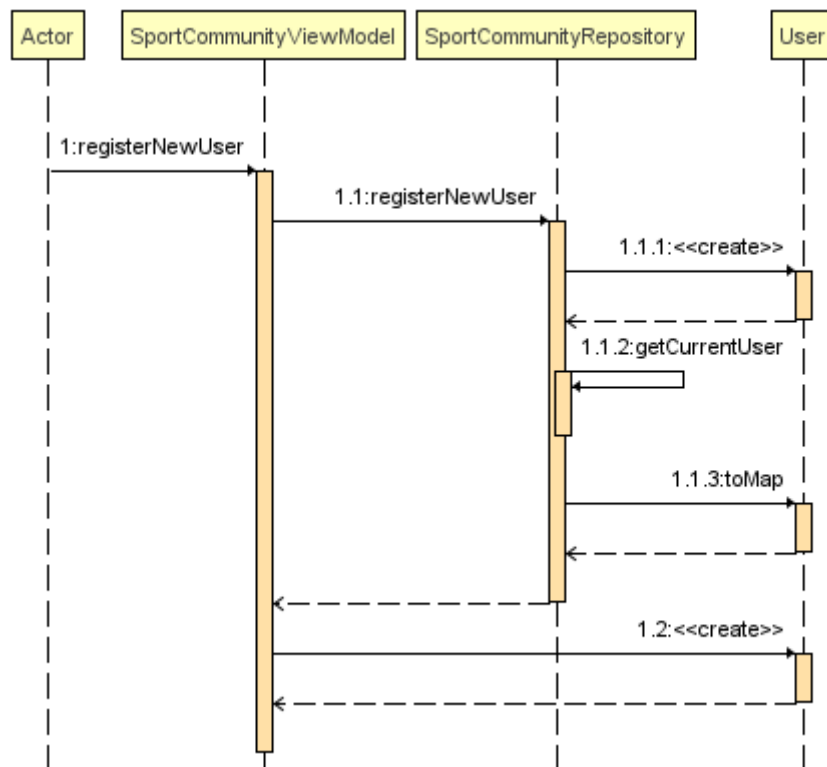 Actor
SportCommunityViewModel
SportCommunityRepository
User
1:registerNewUser
1.1:registerNewUser
1.1.1:<<create>>
1.1.2:getCurrentUser
1.1.3:toMap
1.2:<<create>>